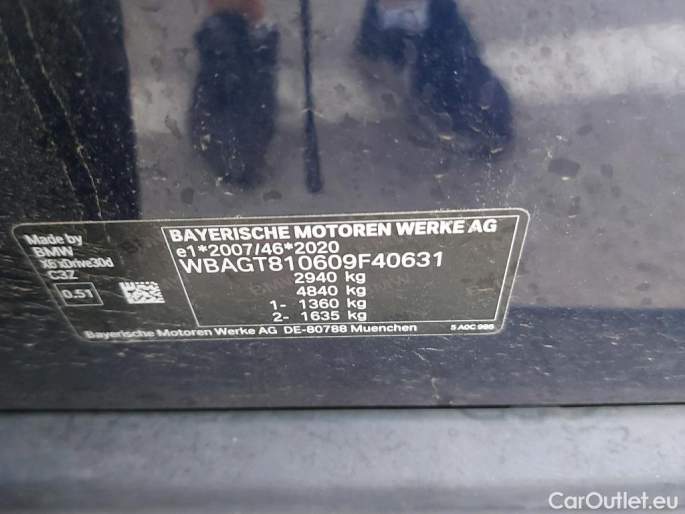 BAYERISCHE MOTOREN WERKE AG
e1*2007/46*2020
WBAGT810609F40631
2940 kg
4840 kg
1- 1360 kg
2- 1635 kg
Made by
BMW
X6 xDrive30d
C3Z
0.51
Bayerische Motoren Werke AG DE-80788 Muenchen
5 A0C 995
CarOutlet.eu